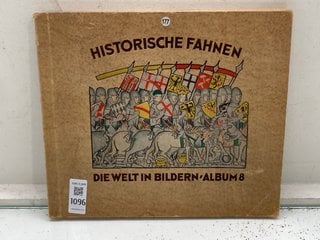 177
HISTORISCHE FAHNEN
DIE WELT IN BILDERN·ALBUM 8
1096